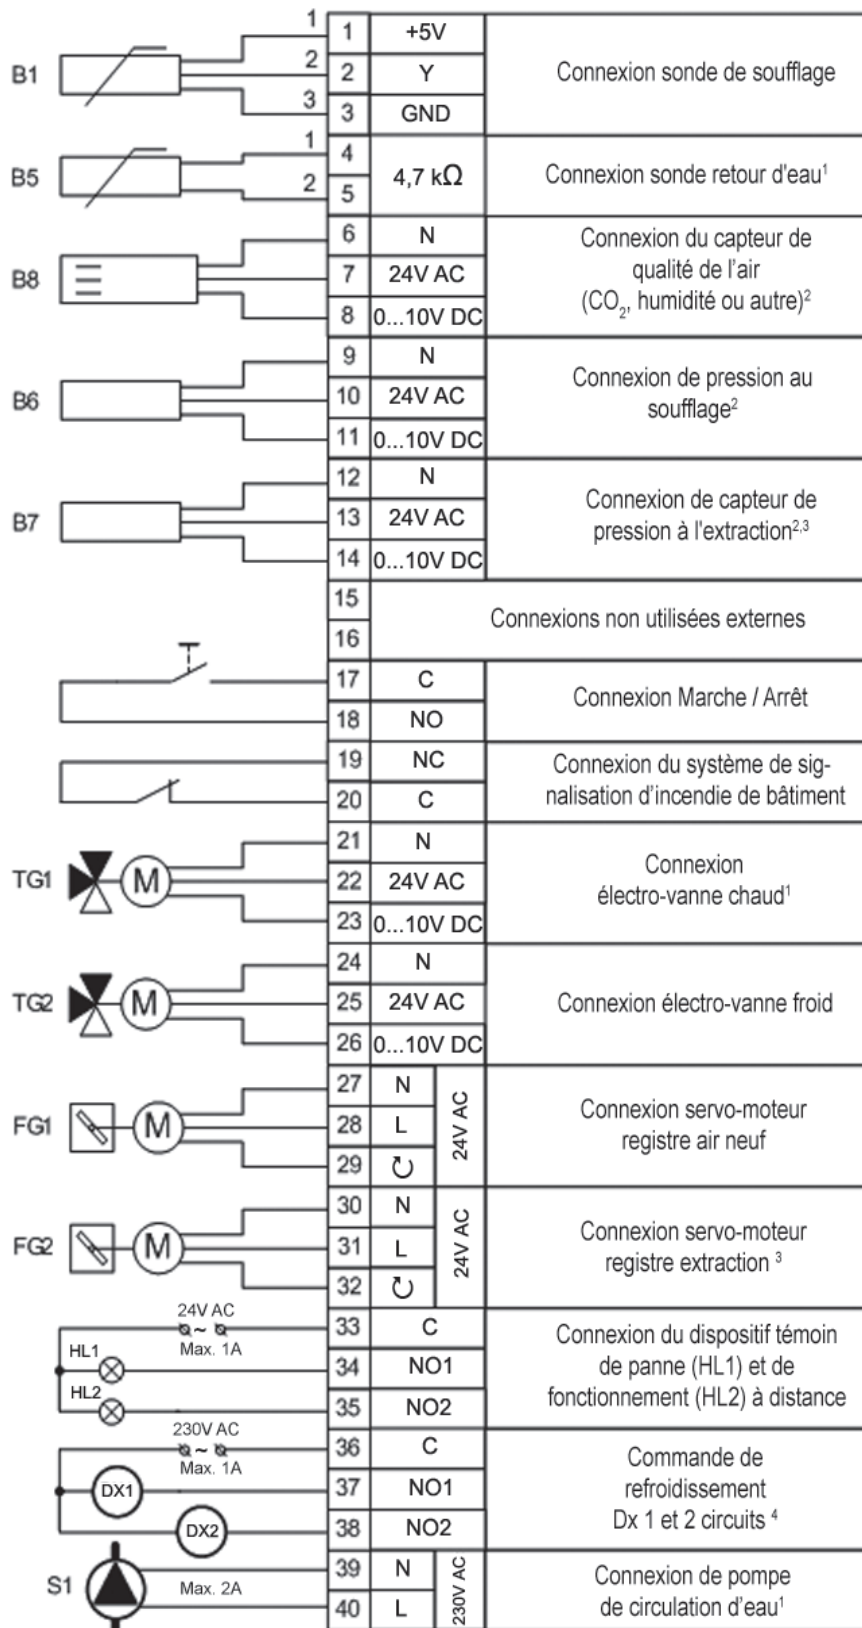 1 1 +5V
B1 2 2 Y Connexion sonde de soufflage
3 3 GND
1 4
B5 4,7 kΩ Connexion sonde retour d'eau¹
2 5
6 N Connexion du capteur de
B8 7 24V AC qualité de l'air
8 0...10V DC (CO₂, humidité ou autre)²
9 N Connexion de pression au
B6 10 24V AC soufflage²
11 0...10V DC
12 N Connexion de capteur de
B7 13 24V AC pression à l'extraction²,³
14 0...10V DC
15
Connexions non utilisées externes
16
17 C
Connexion Marche / Arrêt
18 NO
19 NC Connexion du système de sig-
20 C nalisation d'incendie de bâtiment
21 N Connexion
TG1 M 22 24V AC électro-vanne chaud¹
23 0...10V DC
24 N
TG2 M 25 24V AC Connexion électro-vanne froid
26 0...10V DC
27 N Connexion servo-moteur
FG1 M 28 L 24V AC registre air neuf
29
30 N Connexion servo-moteur
FG2 M 31 L 24V AC registre extraction ³
32
24V AC 33 C Connexion du dispositif témoin
~ Max. 1A
HL1 34 NO1 de panne (HL1) et de
HL2 35 NO2 fonctionnement (HL2) à distance
230V AC 36 C Commande de
~ Max. 1A
DX1 37 NO1 refroidissement
DX2 38 NO2 Dx 1 et 2 circuits ⁴
39 N Connexion de pompe
S1 Max. 2A 230V AC
40 L de circulation d'eau¹